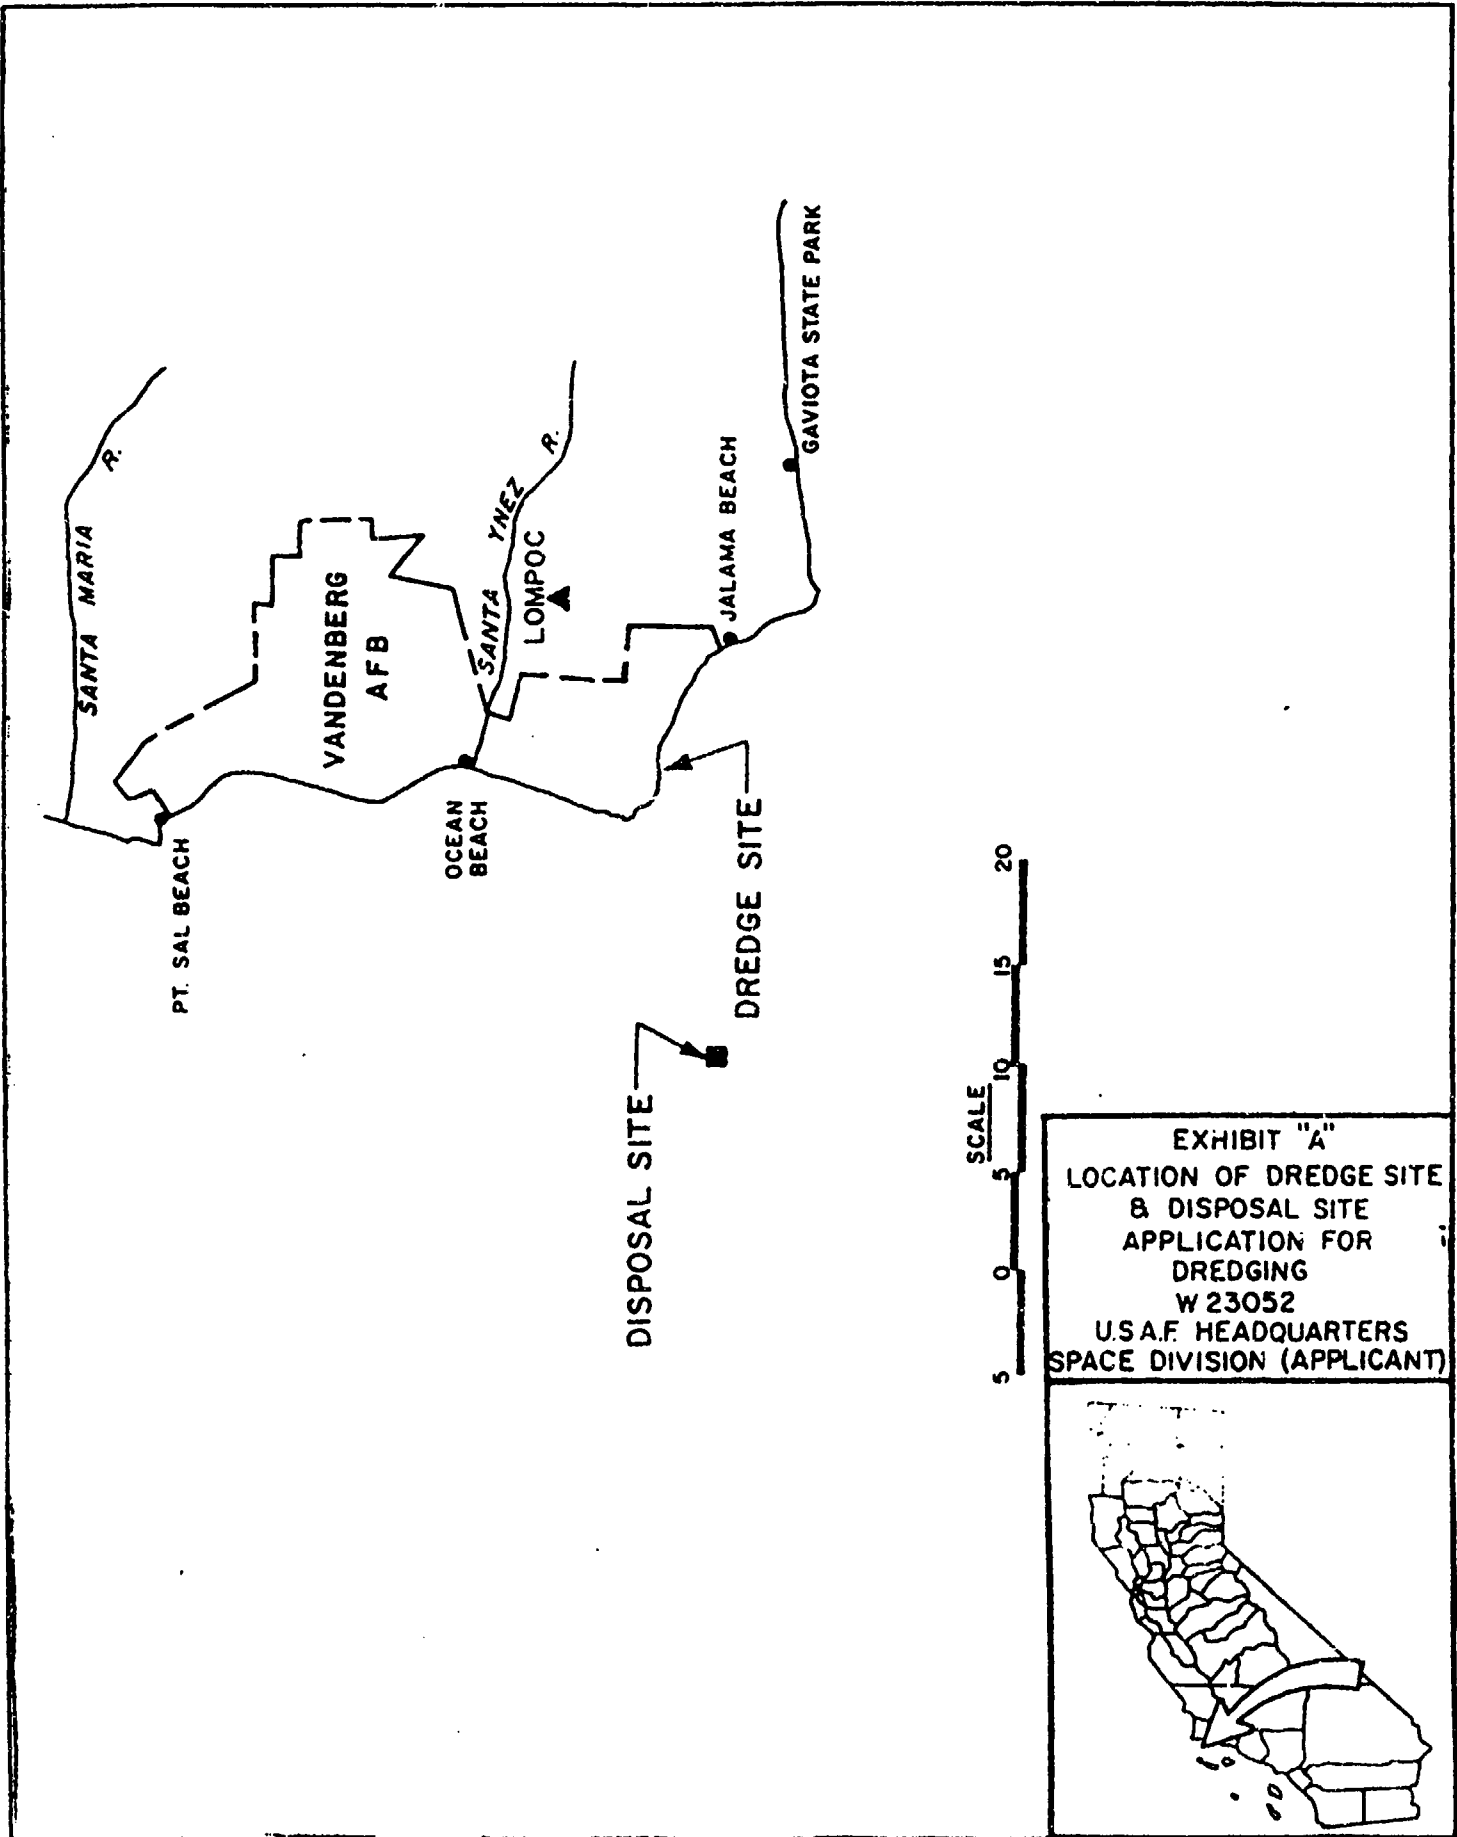 SANTA MARIA
R.
PT. SAL BEACH
VANDENBERG
AFB
OCEAN
BEACH
SANTA YNEZ R.
LOMPOC
JALAMA BEACH
GAVIOTA STATE PARK
DREDGE SITE
DISPOSAL SITE
SCALE
5 0 5 10 15 20
EXHIBIT "A"
LOCATION OF DREDGE SITE
& DISPOSAL SITE
APPLICATION FOR
DREDGING
W 23052
U.S A.F. HEADQUARTERS
SPACE DIVISION (APPLICANT)